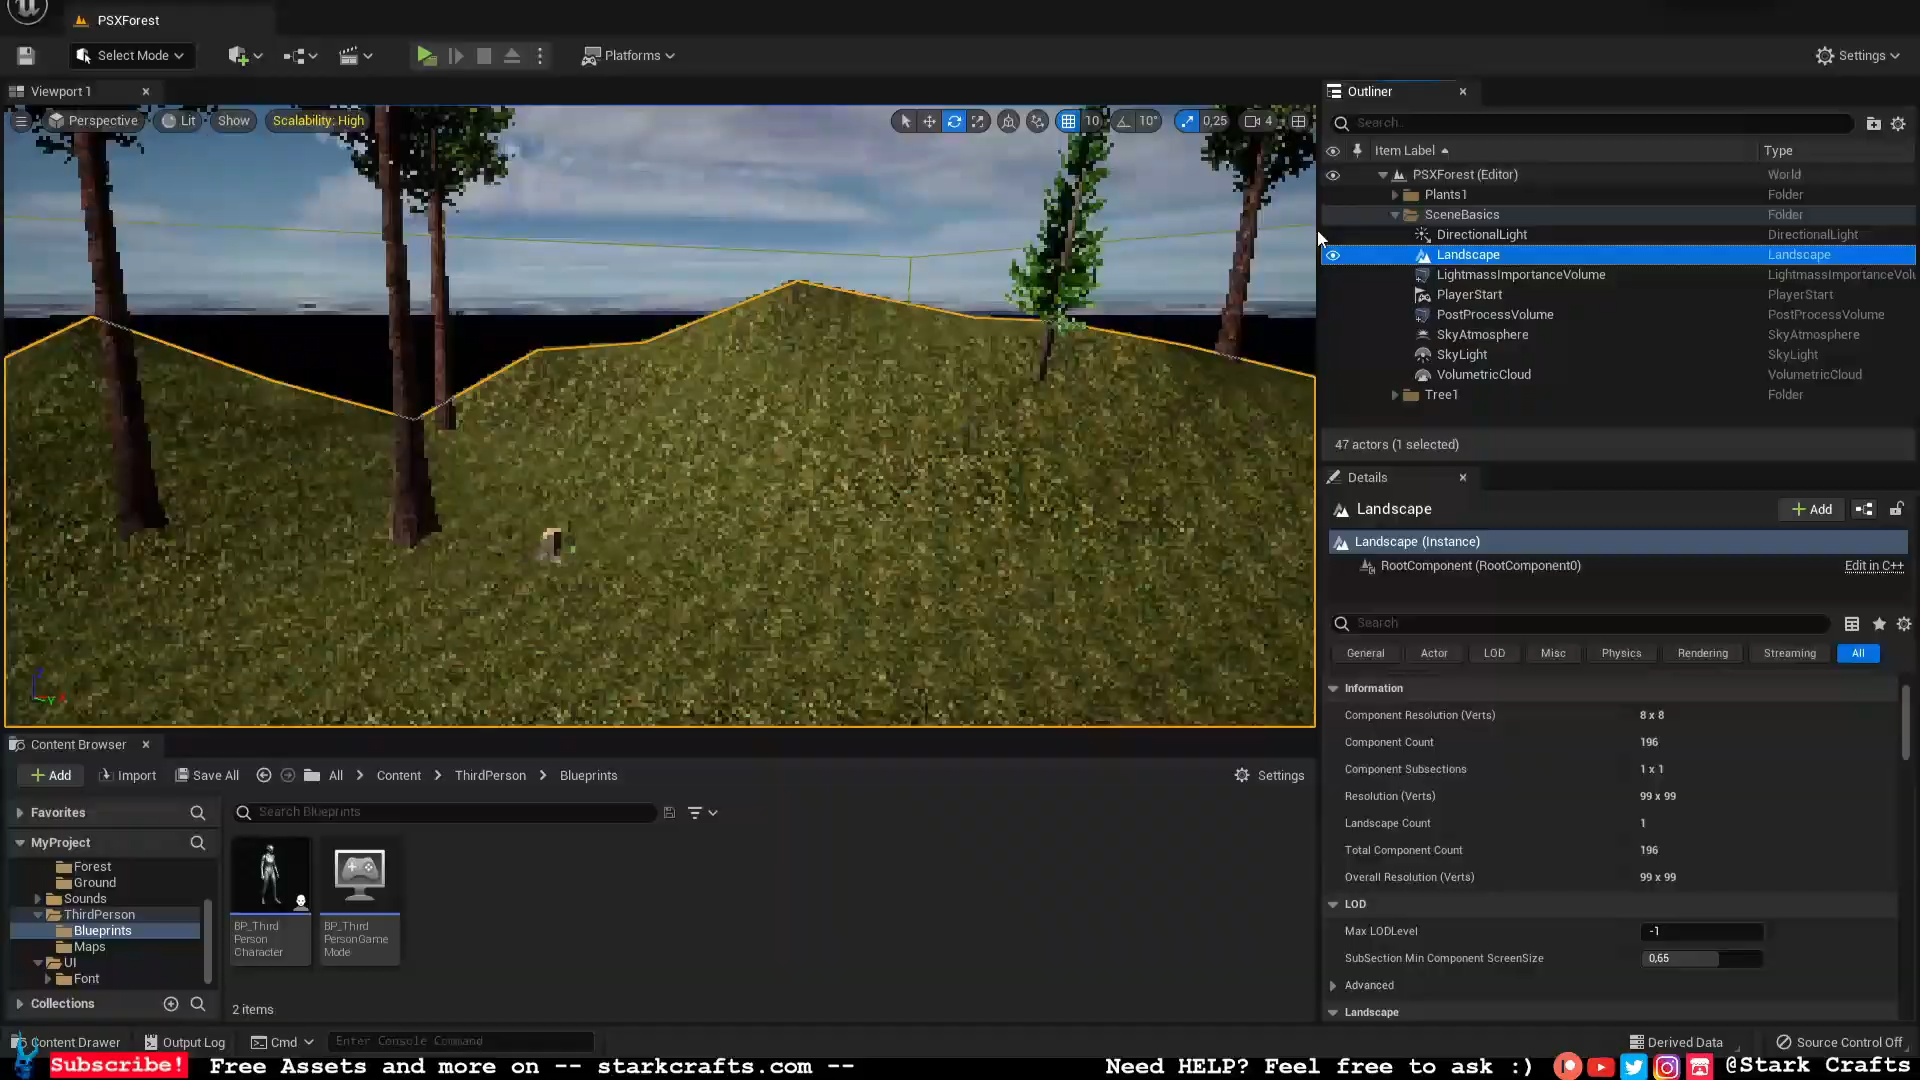 PSXForest
Select Mode
Platforms
Settings
Viewport 1
Outliner
Perspective
Lit
Show
Scalability: High
10
10°
0,25
4
Search...
Item Label
Type
PSXForest (Editor)
World
Plants1
Folder
SceneBasics
Folder
DirectionalLight
DirectionalLight
Landscape
Landscape
LightmassImportanceVolume
LightmassImportanceVolu
PlayerStart
PlayerStart
PostProcessVolume
PostProcessVolume
SkyAtmosphere
SkyAtmosphere
SkyLight
SkyLight
VolumetricCloud
VolumetricCloud
Tree1
Folder
47 actors (1 selected)
Details
Landscape
Add
Landscape (Instance)
RootComponent (RootComponent0)
Edit in C++
Search
General
Actor
LOD
Misc
Physics
Rendering
Streaming
All
Information
Component Resolution (Verts)
8 x 8
Component Count
196
Component Subsections
1 x 1
Resolution (Verts)
99 x 99
Landscape Count
1
Total Component Count
196
Overall Resolution (Verts)
99 x 99
LOD
Max LODLevel
-1
SubSection Min Component ScreenSize
0,65
Advanced
Landscape
Content Browser
Add
Import
Save All
All
Content
ThirdPerson
Blueprints
Settings
Favorites
Search Blueprints
MyProject
Forest
Ground
Sounds
ThirdPerson
Blueprints
Maps
UI
Font
Collections
BP_Third
Person
Character
BP_Third
PersonGame
Mode
2 items
Content Drawer
Output Log
Cmd
Enter Console Command
Derived Data
Source Control Off
Subscribe!
Free Assets and more on -- starkcrafts.com --
Need HELP? Feel free to ask :)
@Stark Crafts